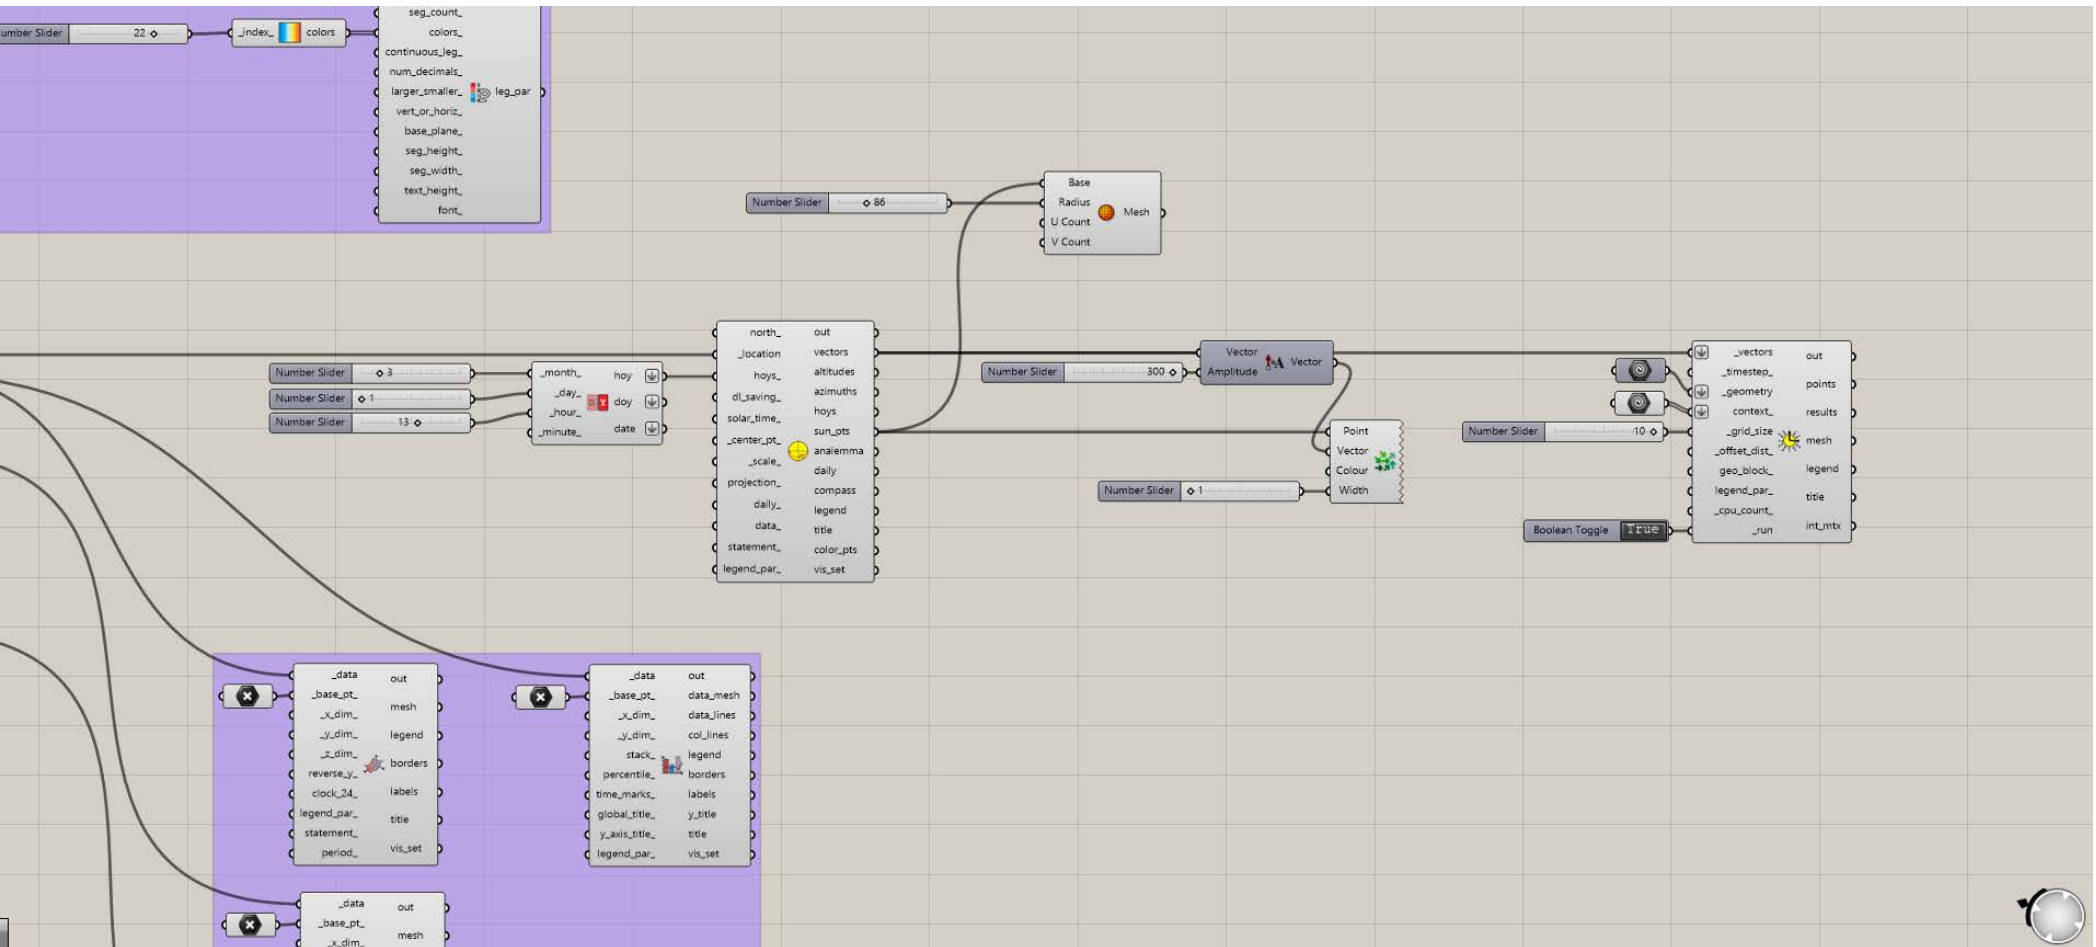 umber Slider 22
_index_ colors
seg_count_
colors_
continuous_leg_
num_decimals_
larger_smaller_ leg_par
vert_or_horiz_
base_plane_
seg_height_
seg_width_
text_height_
font_
Number Slider 86
Base
Radius Mesh
U Count
V Count
Number Slider 3
Number Slider 1
Number Slider 13
_month_ hoy
_day_ doy
_hour_
_minute_ date
north_ out
_location vectors
hoys_ altitudes
dl_saving_ azimuths
solar_time_ hoys
_center_pt_ sun_pts
_scale_ analemma
projection_ daily
daily_ compass
data_ legend
statement_ title
legend_par_ color_pts
vis_set
Number Slider 300
Vector Vector
Amplitude
Number Slider 1
Point
Vector
Colour
Width
Number Slider 10
Boolean Toggle True
_vectors out
_timestep_
_geometry points
context_ results
_grid_size
_offset_dist_ mesh
geo_block_ legend
legend_par_ title
_cpu_count_
_run int_mtx
_data out
_base_pt_
_x_dim_ mesh
_y_dim_ legend
_z_dim_ borders
reverse_y_
clock_24_ labels
legend_par_ title
statement_
period_ vis_set
_data out
_base_pt_ data_mesh
_x_dim_ data_lines
_y_dim_ col_lines
stack_ legend
percentile_ borders
time_marks_ labels
global_title_ y_title
y_axis_title_ title
legend_par_ vis_set
_data out
_base_pt_
_x_dim_ mesh